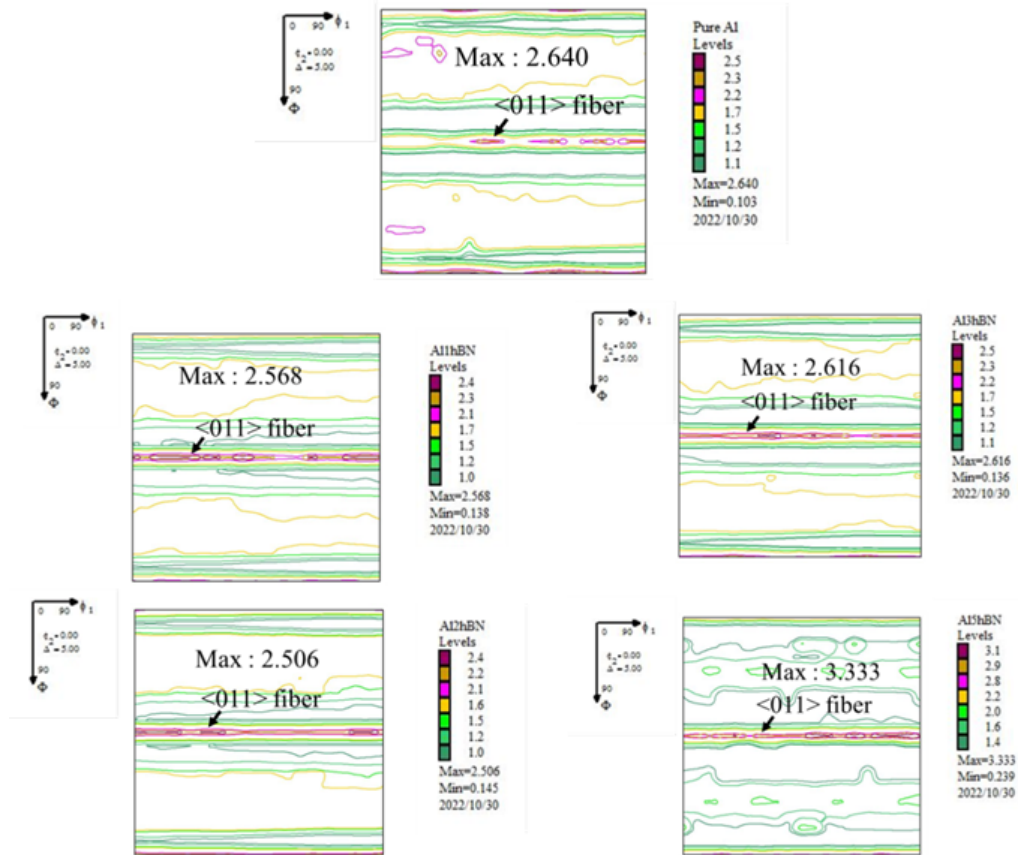 0 90 ϕ 1
ϕ2=0.00
Δ=5.00
90
Φ
Max : 2.640
<011> fiber
Pure Al
Levels
2.5
2.3
2.2
1.7
1.5
1.2
1.1
Max=2.640
Min=0.103
2022/10/30
0 90 ϕ 1
ϕ2=0.00
Δ=5.00
90
Φ
Max : 2.568
<011> fiber
Al1hBN
Levels
2.4
2.3
2.1
1.7
1.5
1.2
1.0
Max=2.568
Min=0.138
2022/10/30
0 90 ϕ 1
ϕ2=0.00
Δ=5.00
90
Φ
Max : 2.616
<011> fiber
Al3hBN
Levels
2.5
2.3
2.2
1.7
1.5
1.2
1.1
Max=2.616
Min=0.136
2022/10/30
0 90 ϕ 1
ϕ2=0.00
Δ=5.00
90
Φ
Max : 2.506
<011> fiber
Al2hBN
Levels
2.4
2.2
2.1
1.6
1.5
1.2
1.0
Max=2.506
Min=0.145
2022/10/30
0 90 ϕ 1
ϕ2=0.00
Δ=5.00
90
Φ
Max : 3.333
<011> fiber
Al5hBN
Levels
3.1
2.9
2.8
2.2
2.0
1.6
1.4
Max=3.333
Min=0.239
2022/10/30